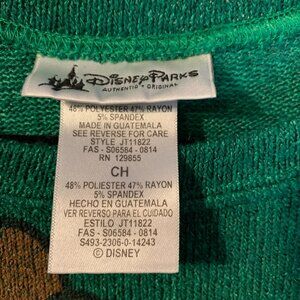 Disney Parks
AUTHENTIC • ORIGINAL
48% POLYESTER 47% RAYON
5% SPANDEX
MADE IN GUATEMALA
SEE REVERSE FOR CARE
STYLE JT11822
FAS - S06584 - 0814
RN 129855
CH
48% POLYESTER 47% RAYON
5% SPANDEX
HECHO EN GUATEMALA
VER REVERSO PARA EL CUIDADO
ESTILO JT11822
FAS - S06584 - 0814
S493-2306-0-14243
© DISNEY